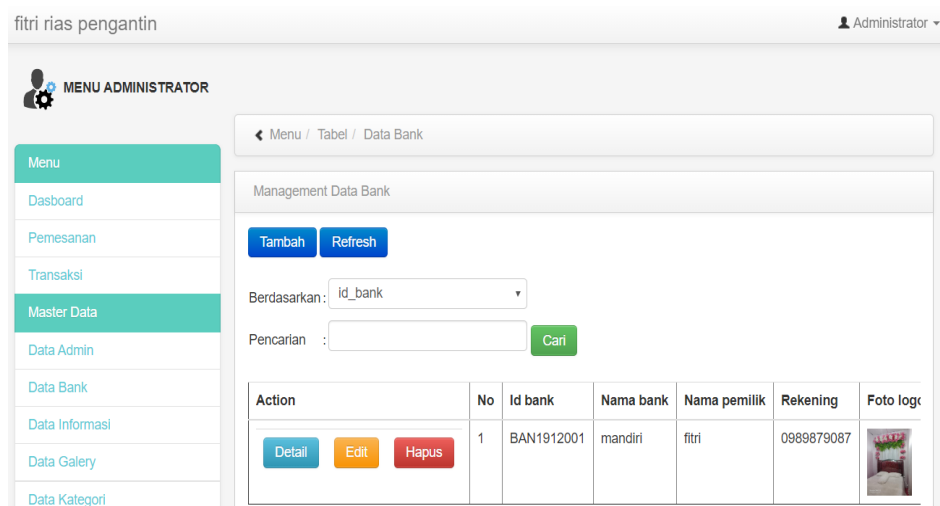 fitri rias pengantin
Administrator
MENU ADMINISTRATOR
Menu / Tabel / Data Bank
Menu
Dasboard
Pemesanan
Transaksi
Master Data
Data Admin
Data Bank
Data Informasi
Data Galery
Data Kategori
Management Data Bank
Tambah Refresh
Berdasarkan : id_bank
Pencarian :
Cari
Action No Id bank Nama bank Nama pemilik Rekening Foto logo
Detail Edit Hapus 1 BAN1912001 mandiri fitri 0989879087